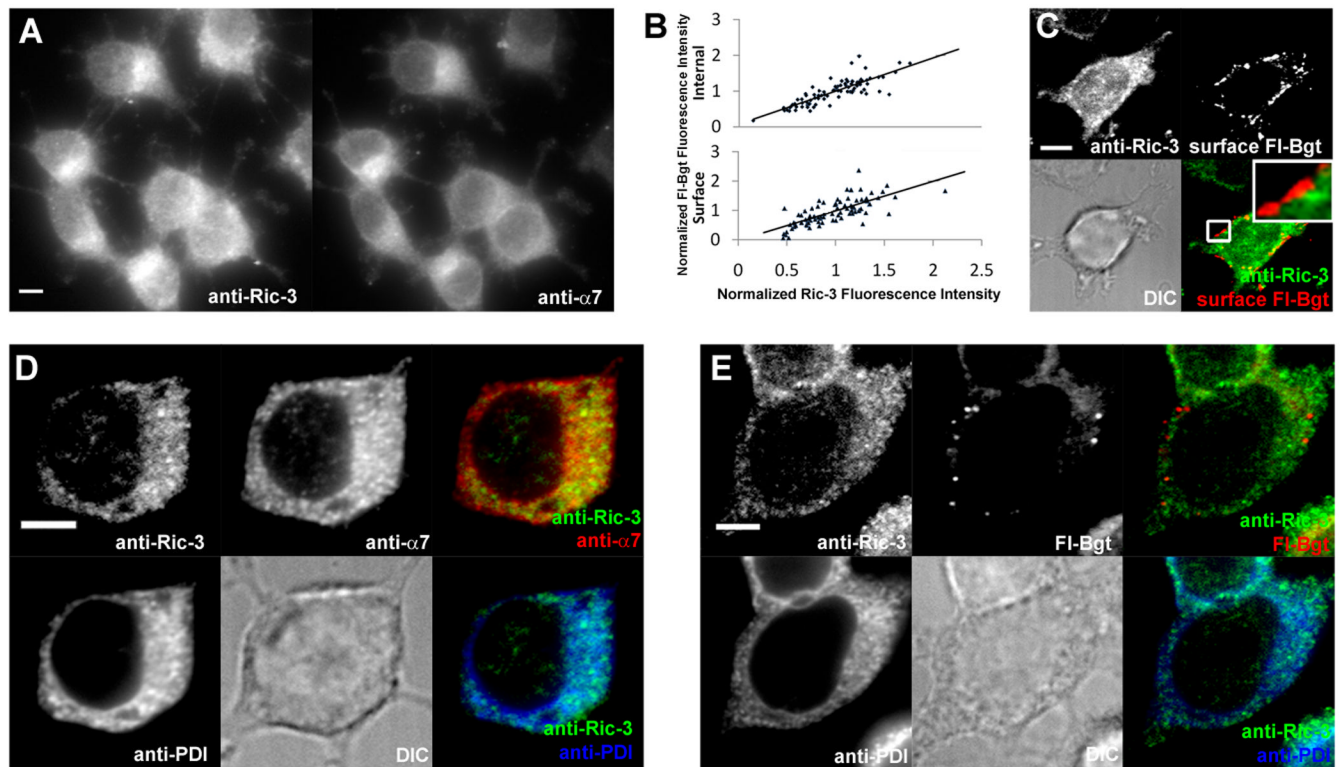 A
anti-Ric-3
anti-α7
B
Normalized Fl-Bgt Fluorescence Intensity
Internal
Surface
3
2
1
0
3
2
1
0
0
0.5
1
1.5
2
2.5
Normalized Ric-3 Fluorescence Intensity
C
anti-Ric-3
surface Fl-Bgt
DIC
anti-Ric-3
surface Fl-Bgt
D
anti-Ric-3
anti-α7
anti-Ric-3
anti-α7
anti-PDI
DIC
anti-Ric-3
anti-PDI
E
anti-Ric-3
Fl-Bgt
anti-Ric-3
Fl-Bgt
anti-PDI
DIC
anti-Ric-3
anti-PDI